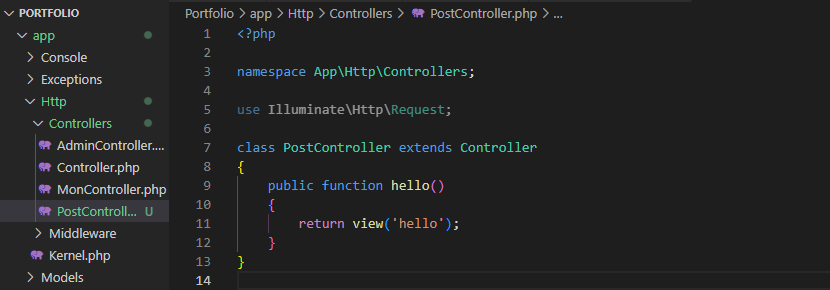 PORTFOLIO
app
Console
Exceptions
Http
Controllers
AdminController....
Controller.php
MonController.php
PostControll... U
Middleware
Kernel.php
Models
Portfolio > app > Http > Controllers > PostController.php > ...
1 <?php
2
3 namespace App\Http\Controllers;
4
5 use Illuminate\Http\Request;
6
7 class PostController extends Controller
8 {
9 public function hello()
10 {
11 return view('hello');
12 }
13 }
14